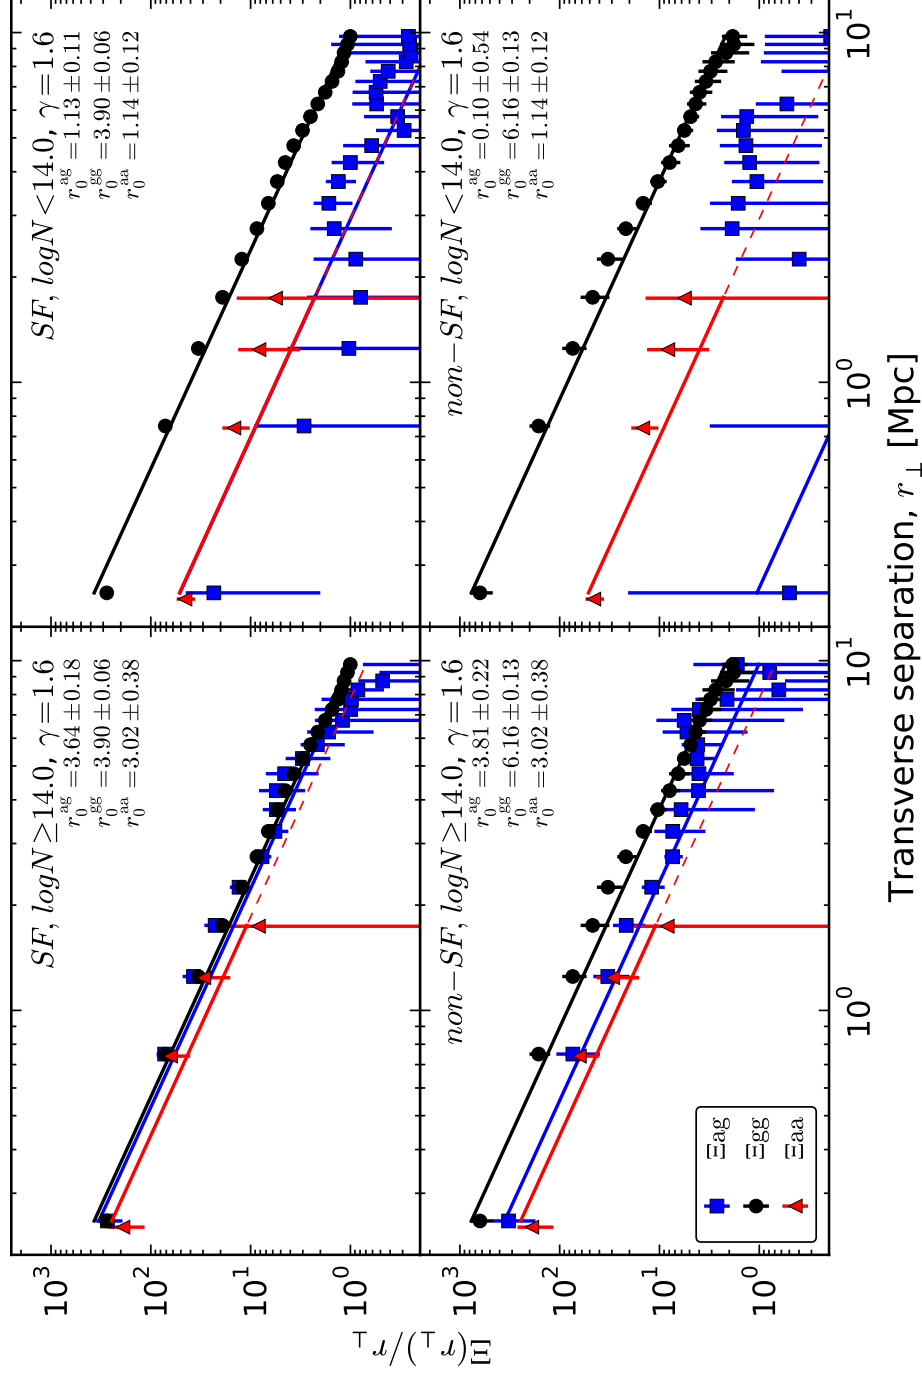 SF, logN ≥ 14.0, γ = 1.6
r₀ᵃᵍ = 3.64 ± 0.18
r₀ᵍᵍ = 3.90 ± 0.06
r₀ᵃᵃ = 3.02 ± 0.38
SF, logN < 14.0, γ = 1.6
r₀ᵃᵍ = 1.13 ± 0.11
r₀ᵍᵍ = 3.90 ± 0.06
r₀ᵃᵃ = 1.14 ± 0.12
10³
10²
10¹
10⁰
non−SF, logN ≥ 14.0, γ = 1.6
r₀ᵃᵍ = 3.81 ± 0.22
r₀ᵍᵍ = 6.16 ± 0.13
r₀ᵃᵃ = 3.02 ± 0.38
non−SF, logN < 14.0, γ = 1.6
r₀ᵃᵍ = 0.10 ± 0.54
r₀ᵍᵍ = 6.16 ± 0.13
r₀ᵃᵃ = 1.14 ± 0.12
10³
10²
10¹
10⁰
Ξag
Ξgg
Ξaa
10⁰
10¹
10⁰
10¹
Ξ(r⊥)/r⊥
Transverse separation, r⊥ [Mpc]